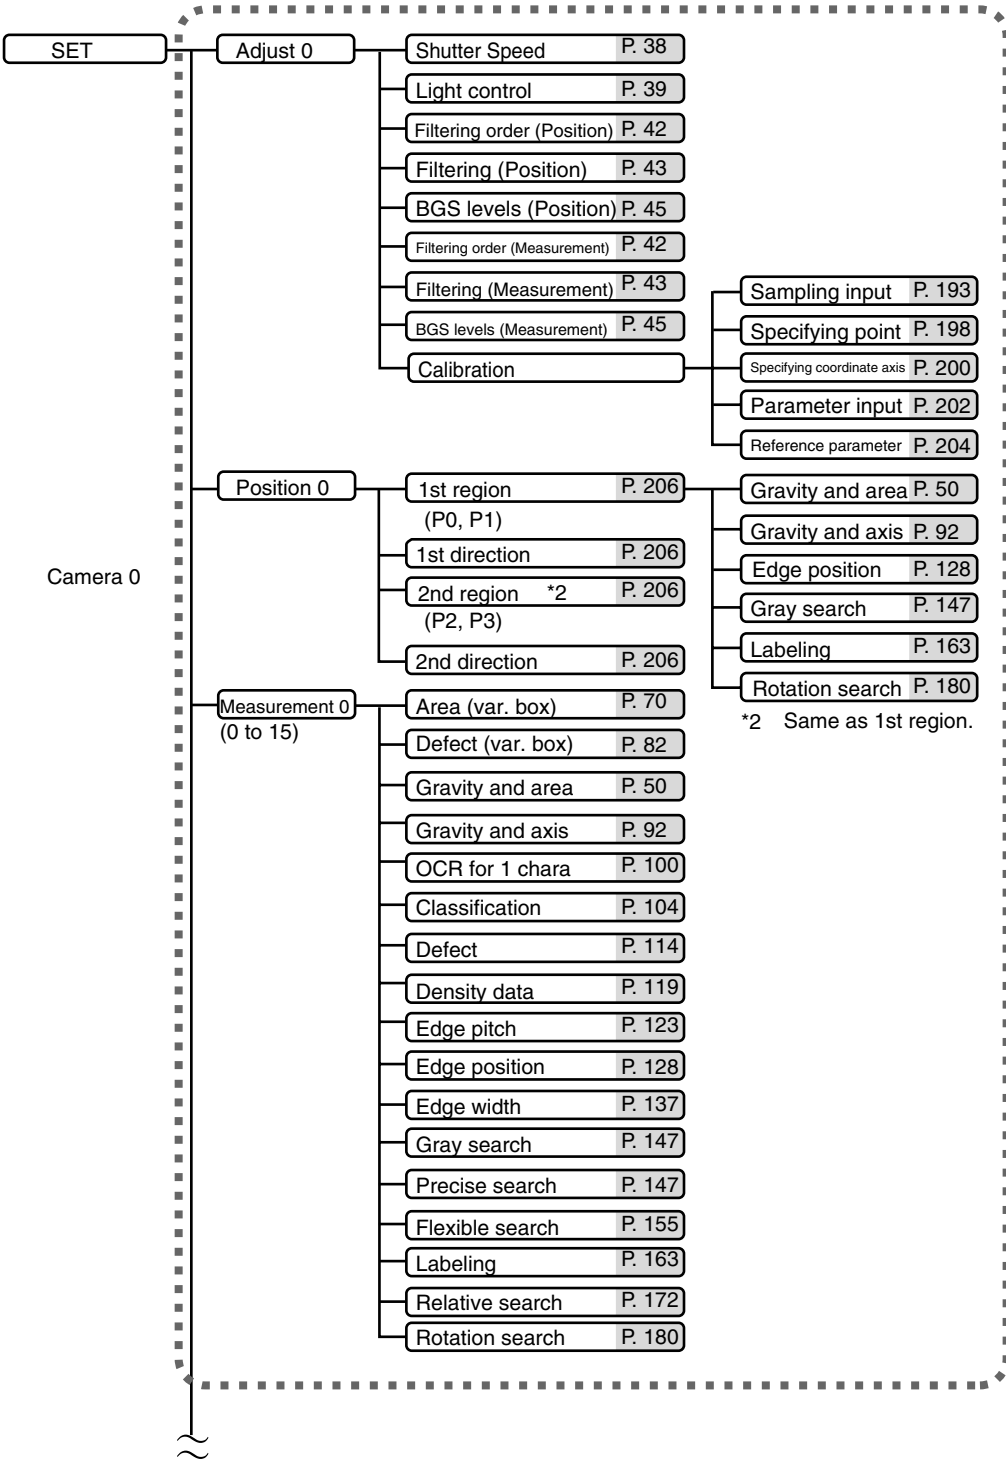 SET
Adjust 0
Shutter Speed P. 38
Light control P. 39
Filtering order (Position) P. 42
Filtering (Position) P. 43
BGS levels (Position) P. 45
Filtering order (Measurement) P. 42
Filtering (Measurement) P. 43
BGS levels (Measurement) P. 45
Calibration
Sampling input P. 193
Specifying point P. 198
Specifying coordinate axis P. 200
Parameter input P. 202
Reference parameter P. 204
Camera 0
Position 0
1st region P. 206
(P0, P1)
1st direction P. 206
2nd region *2 P. 206
(P2, P3)
2nd direction P. 206
Gravity and area P. 50
Gravity and axis P. 92
Edge position P. 128
Gray search P. 147
Labeling P. 163
Rotation search P. 180
*2 Same as 1st region.
Measurement 0
(0 to 15)
Area (var. box) P. 70
Defect (var. box) P. 82
Gravity and area P. 50
Gravity and axis P. 92
OCR for 1 chara P. 100
Classification P. 104
Defect P. 114
Density data P. 119
Edge pitch P. 123
Edge position P. 128
Edge width P. 137
Gray search P. 147
Precise search P. 147
Flexible search P. 155
Labeling P. 163
Relative search P. 172
Rotation search P. 180